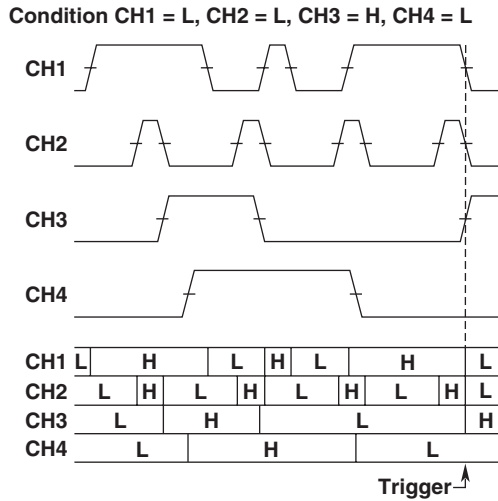 Condition CH1 = L, CH2 = L, CH3 = H, CH4 = L
CH1
CH2
CH3
CH4
CH1 L H L H L H L
CH2 L H L H L H L H L
CH3 L H L H
CH4 L H L
Trigger